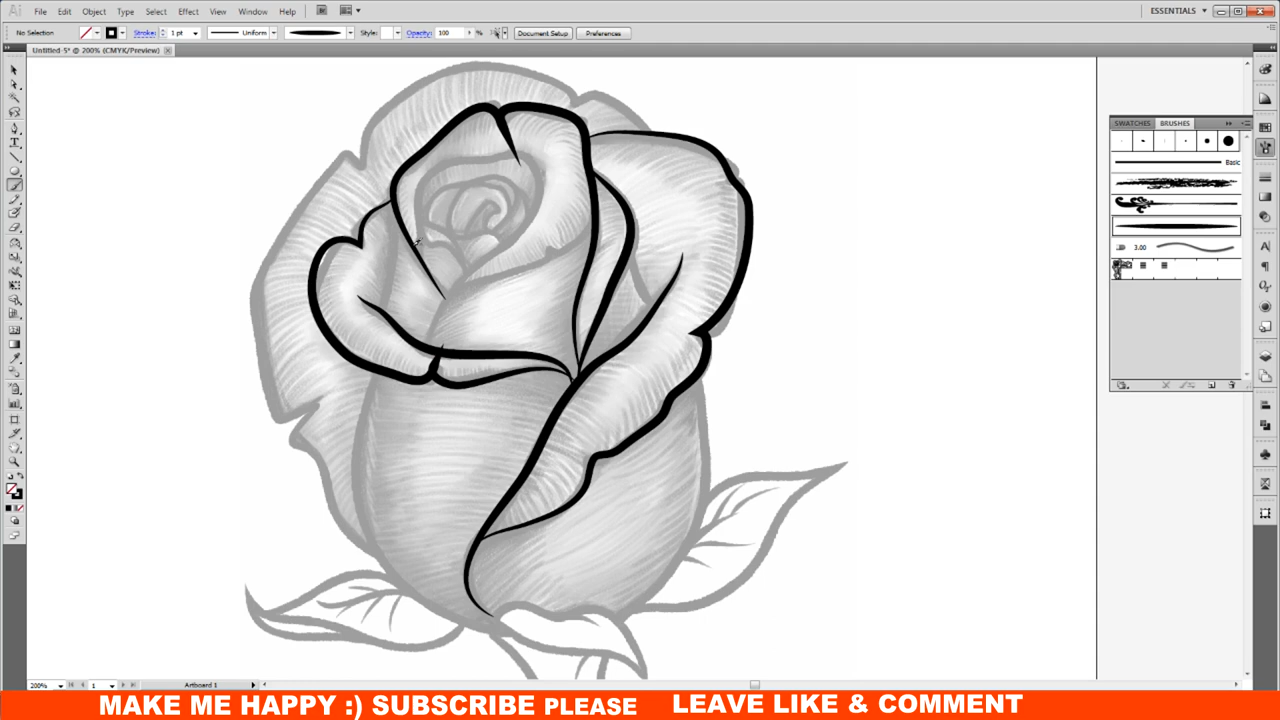 Ai File Edit Object Type Select Effect View Window Help ESSENTIALS
No Selection Stroke: 1 pt Uniform Style: Opacity: 100 % Document Setup Preferences
Untitled-5* @ 200% (CMYK/Preview)
SWATCHES BRUSHES
Basic
3.00
200% 1 Artboard 1
MAKE ME HAPPY :) SUBSCRIBE PLEASE LEAVE LIKE & COMMENT